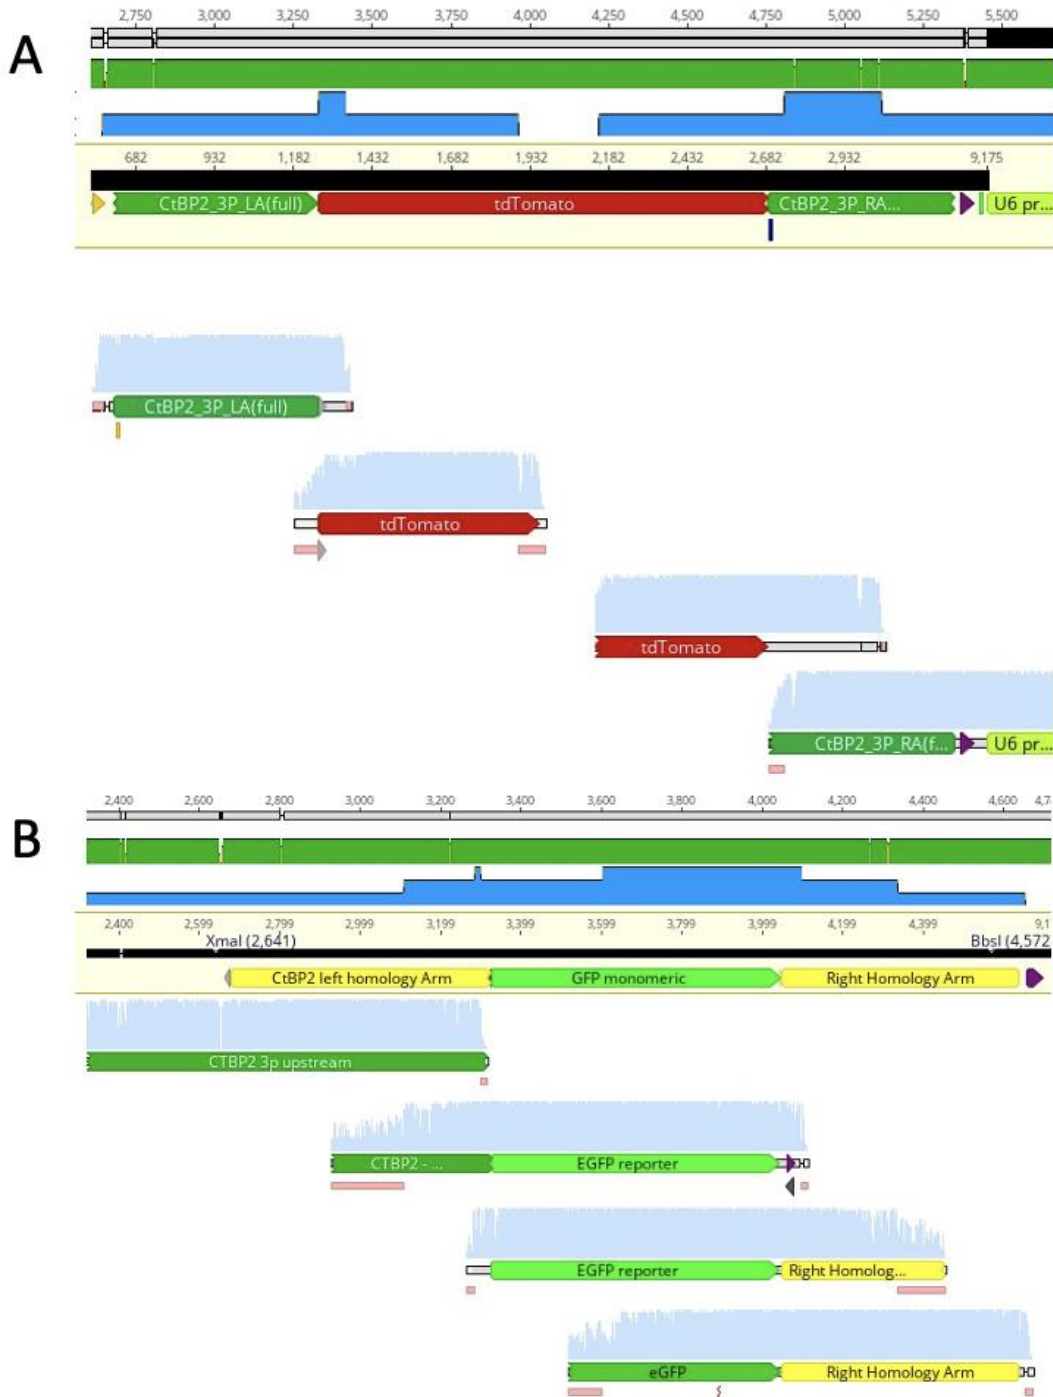 A
2,750 3,000 3,250 3,500 3,750 4,000 4,250 4,500 4,750 5,000 5,250 5,500
682 932 1,182 1,432 1,682 1,932 2,182 2,432 2,682 2,932 9,175
CtBP2_3P_LA(full) tdTomato CtBP2_3P_RA... U6 pr...
CtBP2_3P_LA(full)
tdTomato
tdTomato
CtBP2_3P_RA(f... U6 pr...
B
2,400 2,600 2,800 3,000 3,200 3,400 3,600 3,800 4,000 4,200 4,400 4,600 4,7
2,400 2,599 2,799 2,999 3,199 3,399 3,599 3,799 3,999 4,199 4,399 9,1
XmaI (2,641) BbsI (4,572
CtBP2 left homology Arm GFP monomeric Right Homology Arm
CTBP2 3p upstream
CTBP2 - ... EGFP reporter
EGFP reporter Right Homolog...
eGFP Right Homology Arm